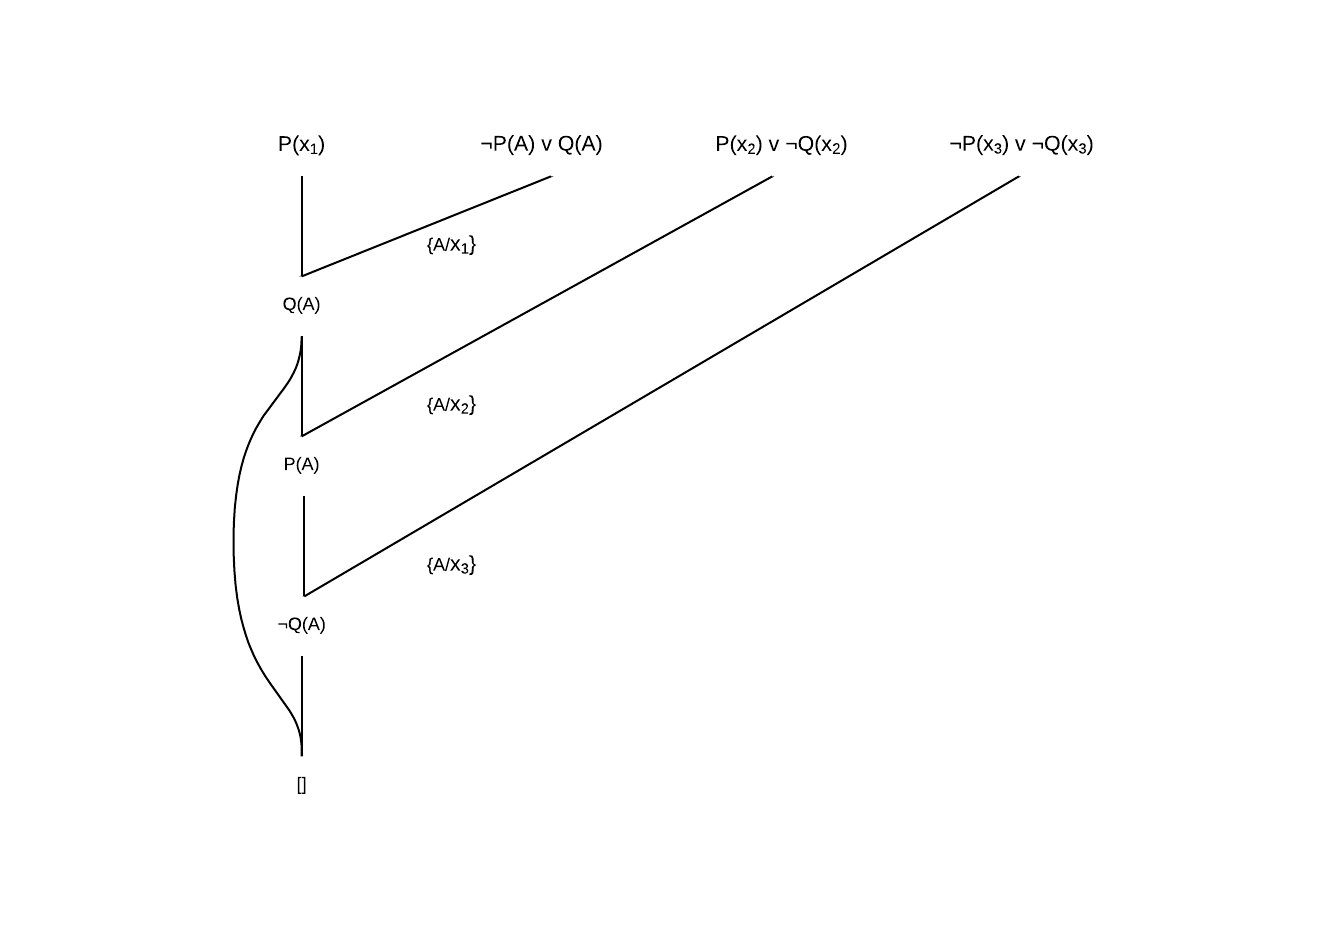 P(x₁) ¬P(A) v Q(A) P(x₂) v ¬Q(x₂) ¬P(x₃) v ¬Q(x₃)
{A/x₁}
Q(A)
{A/x₂}
P(A)
{A/x₃}
¬Q(A)
[]